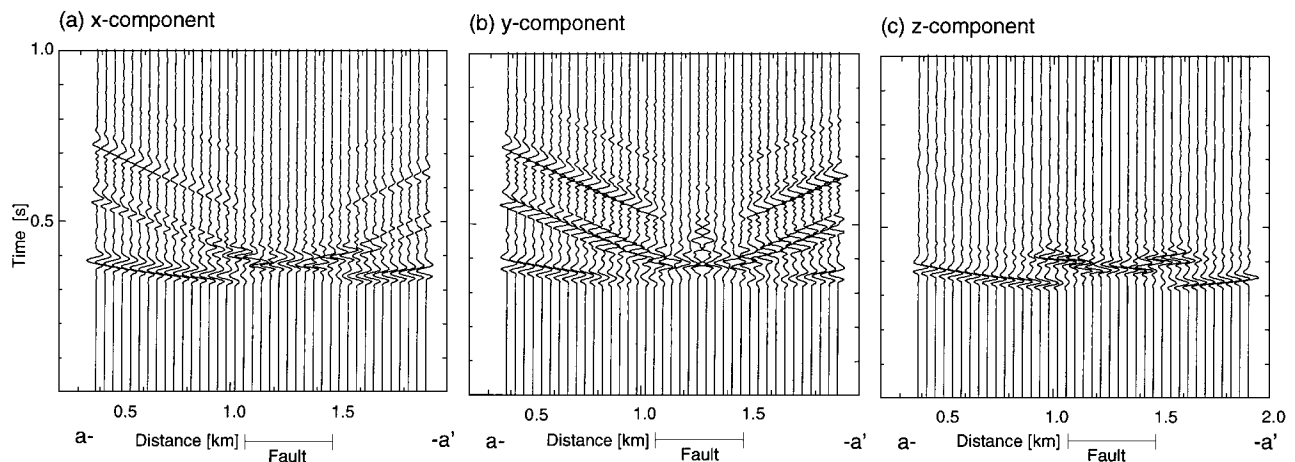 (a) x-component
(b) y-component
(c) z-component
1.0
0.5
Time [s]
0.5 1.0 1.5
0.5 1.0 1.5
0.5 1.0 1.5 2.0
a- Distance [km] -a'
a- Distance [km] -a'
a- Distance [km] -a'
Fault
Fault
Fault